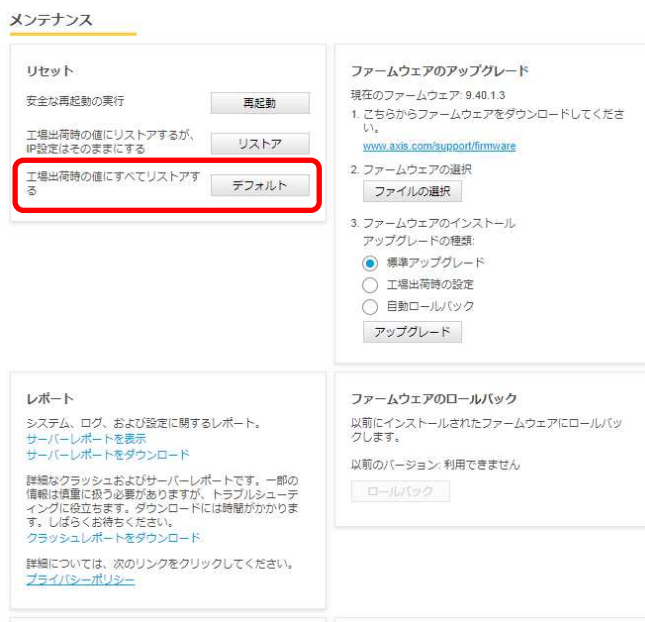 メンテナンス
リセット
安全な再起動の実行
再起動
工場出荷時の値にリストアするが、
IP設定はそのままにする
リストア
工場出荷時の値にすべてリストアす
る
デフォルト
ファームウェアのアップグレード
現在のファームウェア: 9.40.1.3
1. こちらからファームウェアをダウンロードしてくださ
い。
www.axis.com/support/firmware
2. ファームウェアの選択
ファイルの選択
3. ファームウェアのインストール
アップグレードの種類:
標準アップグレード
工場出荷時の設定
自動ロールバック
アップグレード
レポート
システム、ログ、および設定に関するレポート。
サーバーレポートを表示
サーバーレポートをダウンロード
詳細なクラッシュおよびサーバーレポートです。一部の
情報は慎重に扱う必要がありますが、トラブルシューテ
ィングに役立ちます。ダウンロードには時間がかかりま
す。しばらくお待ちください。
クラッシュレポートをダウンロード
詳細については、次のリンクをクリックしてください。
プライバシーポリシー
ファームウェアのロールバック
以前にインストールされたファームウェアにロールバッ
クします。
以前のバージョン: 利用できません
ロールバック